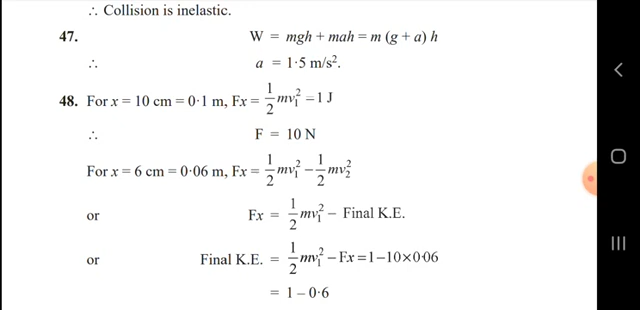 ∴ Collision is inelastic.
47. W = mgh + mah = m (g + a) h
∴ a = 1·5 m/s².
48. For x = 10 cm = 0·1 m, Fx = 1/2 mv₁² = 1 J
∴ F = 10 N
For x = 6 cm = 0·06 m, Fx = 1/2 mv₁² − 1/2 mv₂²
or Fx = 1/2 mv₁² − Final K.E.
or Final K.E. = 1/2 mv₁² − Fx = 1 − 10×0·06
= 1 − 0·6